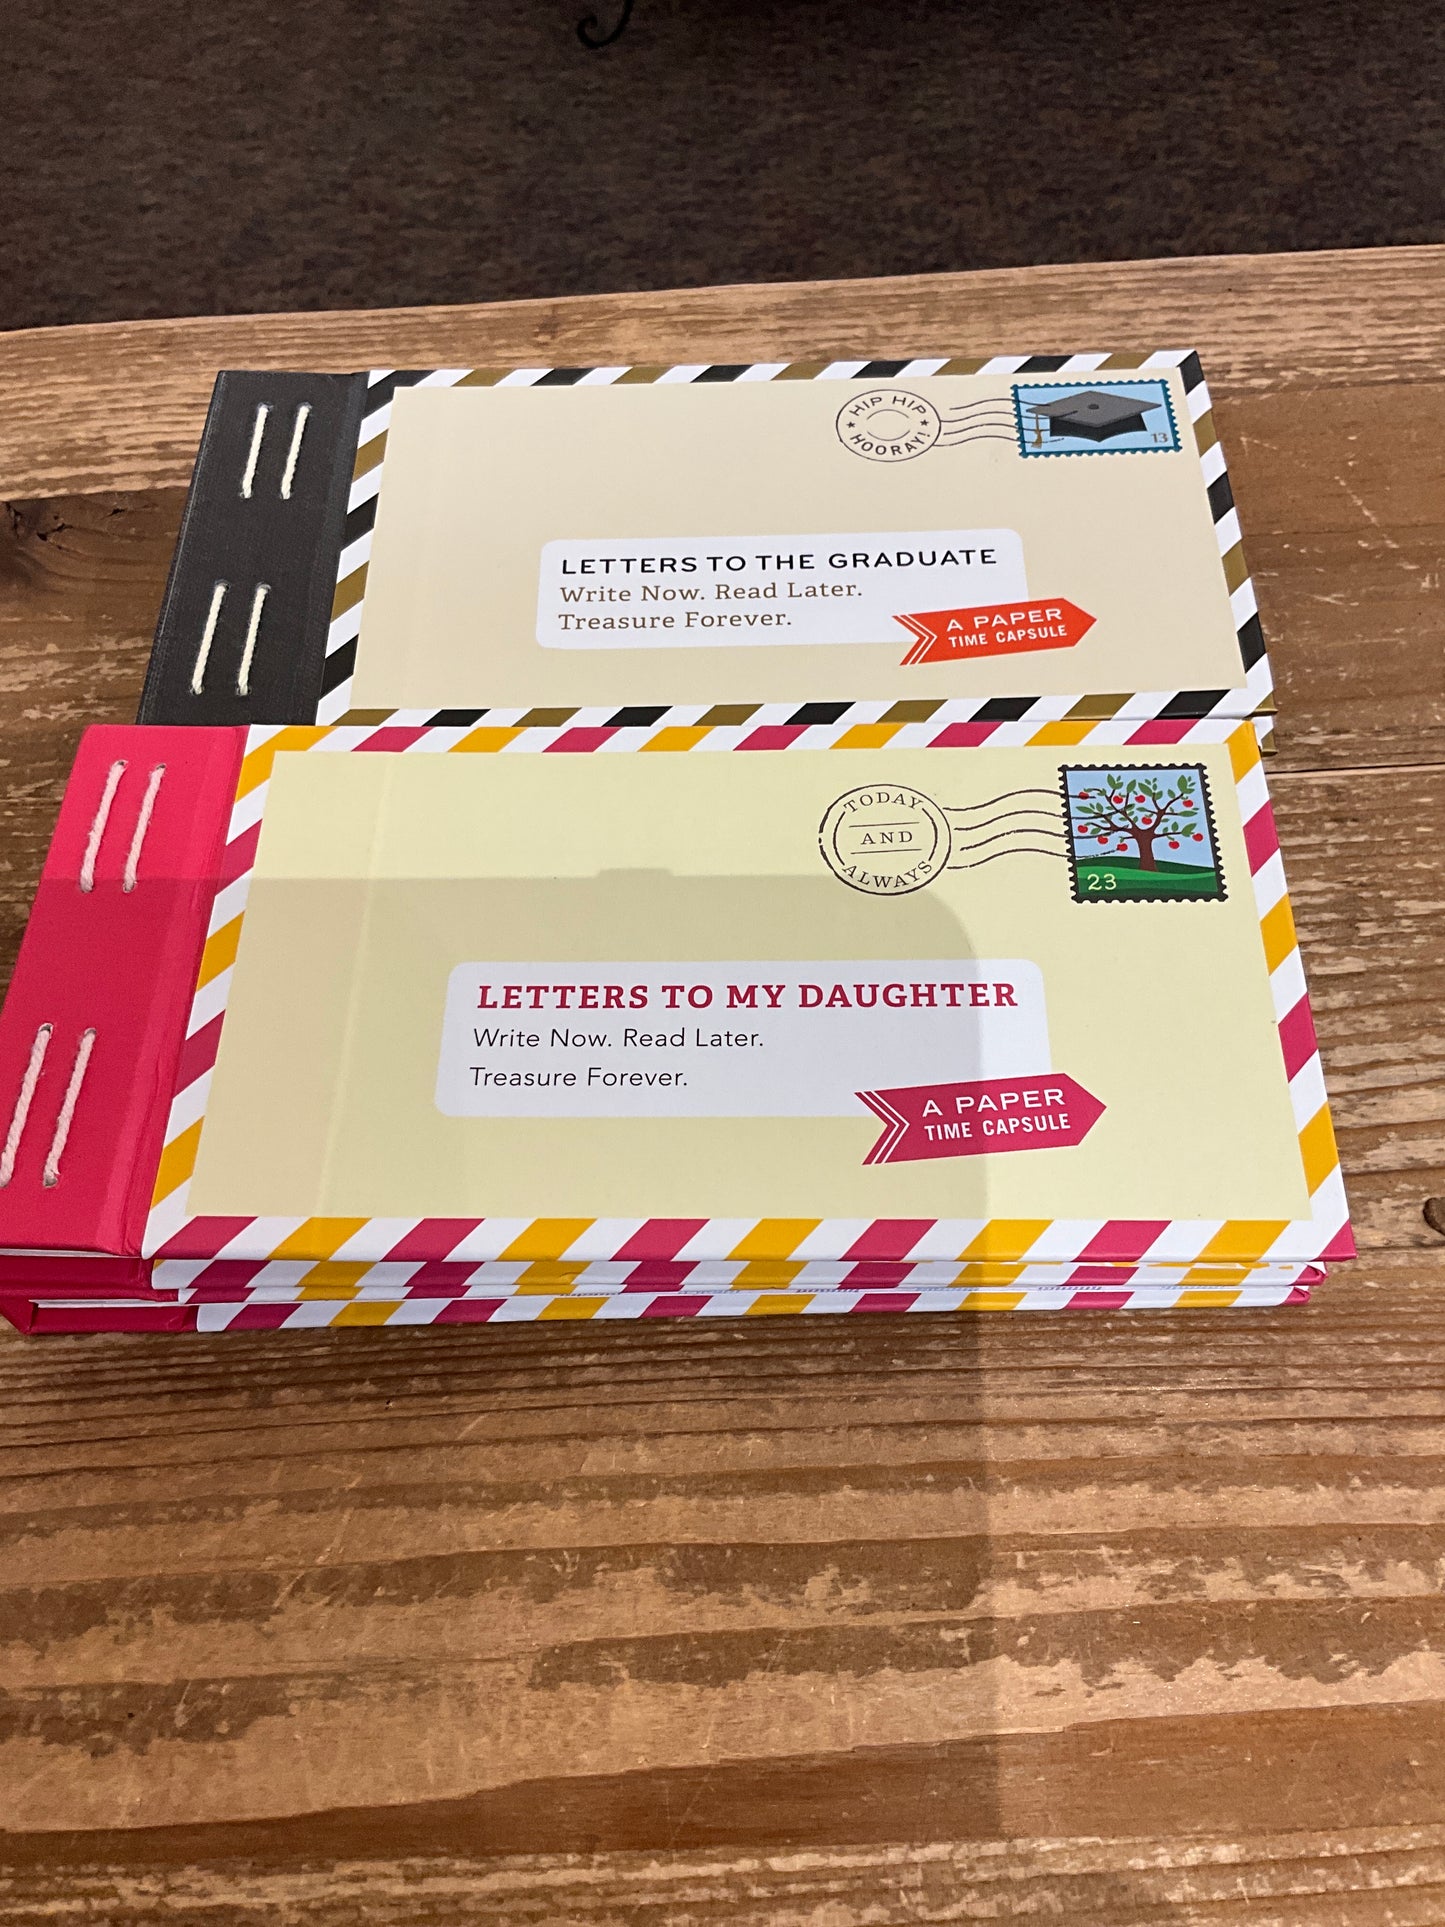 HIP HIP
HOORAY!
13
LETTERS TO THE GRADUATE
Write Now. Read Later.
Treasure Forever.
A PAPER
TIME CAPSULE
TODAY
AND
ALWAYS
23
LETTERS TO MY DAUGHTER
Write Now. Read Later.
Treasure Forever.
A PAPER
TIME CAPSULE